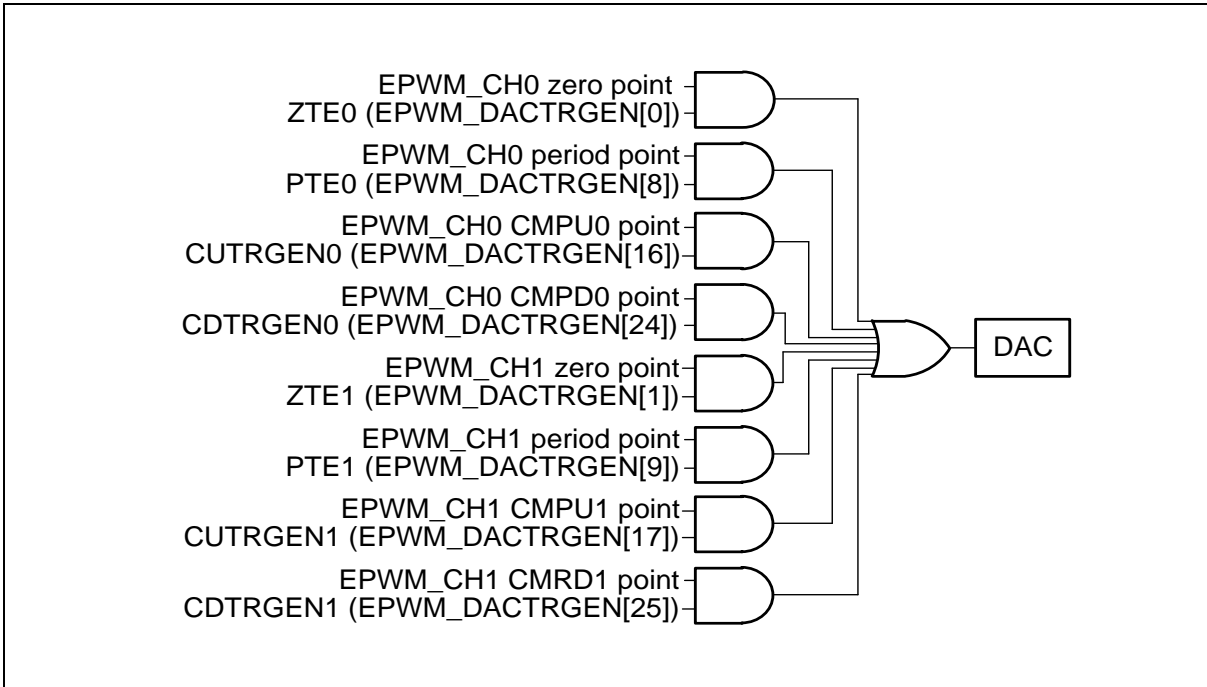 EPWM_CH0 zero point
ZTE0 (EPWM_DACTRGEN[0])
EPWM_CH0 period point
PTE0 (EPWM_DACTRGEN[8])
EPWM_CH0 CMPU0 point
CUTRGEN0 (EPWM_DACTRGEN[16])
EPWM_CH0 CMPD0 point
CDTRGEN0 (EPWM_DACTRGEN[24])
EPWM_CH1 zero point
ZTE1 (EPWM_DACTRGEN[1])
EPWM_CH1 period point
PTE1 (EPWM_DACTRGEN[9])
EPWM_CH1 CMPU1 point
CUTRGEN1 (EPWM_DACTRGEN[17])
EPWM_CH1 CMRD1 point
CDTRGEN1 (EPWM_DACTRGEN[25])
DAC